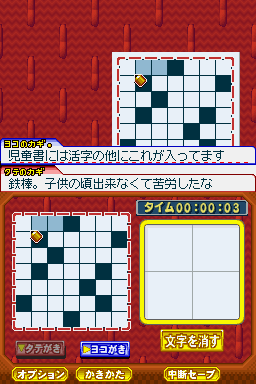 ヨコのカギ
児童書には活字の他にこれが入ってます
タテのカギ
鉄棒。子供の頃出来なくて苦労したな
タイム00:00:03
タテがき
ヨコがき
文字を消す
オプション
かきかた
中断セーブ